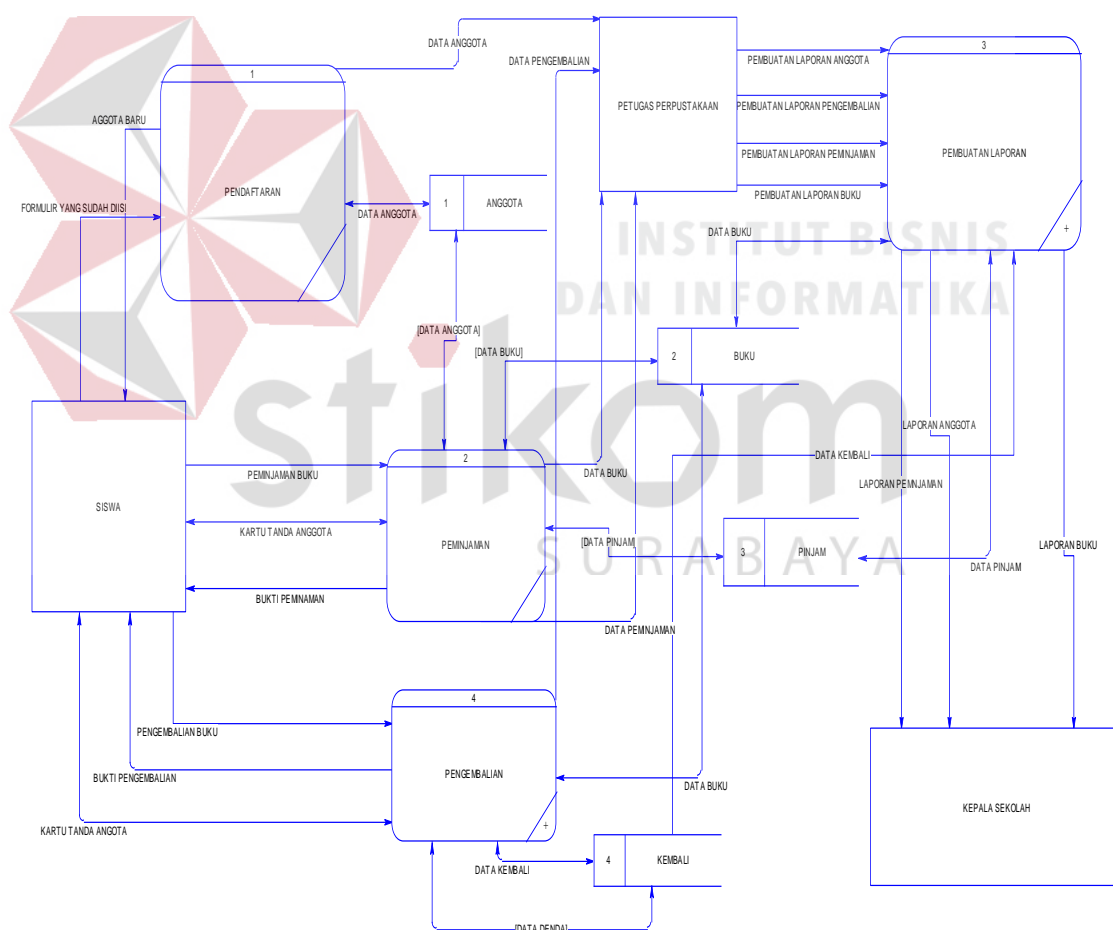 DATA ANGGOTA
DATA PENGEMBALIAN
1
AGGOTA BARU
PENDAFTARAN
FORMULIR YANG SUDAH DIISI
DATA ANGGOTA
1 ANGGOTA
PETUGAS PERPUSTAKAAN
PEMBUATAN LAPORAN ANGGOTA
PEMBUATAN LAPORAN PENGEMBALIAN
PEMBUATAN LAPORAN PEMINJAMAN
PEMBUATAN LAPORAN BUKU
3
PEMBUATAN LAPORAN
+
DATA BUKU
INSTITUT BISNIS
DAN INFORMATIKA
stikom
SURABAYA
[DATA ANGGOTA]
[DATA BUKU]
2 BUKU
LAPORAN ANGGOTA
DATA KEMBALI
LAPORAN PEMINJAMAN
SISWA
PEMINJAMAN BUKU
KARTU TANDA ANGGOTA
BUKTI PEMINAMAN
2
PEMINJAMAN
DATA BUKU
[DATA PINJAM]
3 PINJAM
DATA PINJAM
LAPORAN BUKU
DATA PEMINJAMAN
4
PENGEMBALIAN
+
PENGEMBALIAN BUKU
BUKTI PENGEMBALIAN
KARTU TANDA ANGOTA
DATA BUKU
KEPALA SEKOLAH
DATA KEMBALI
4 KEMBALI
[DATA DENDA]